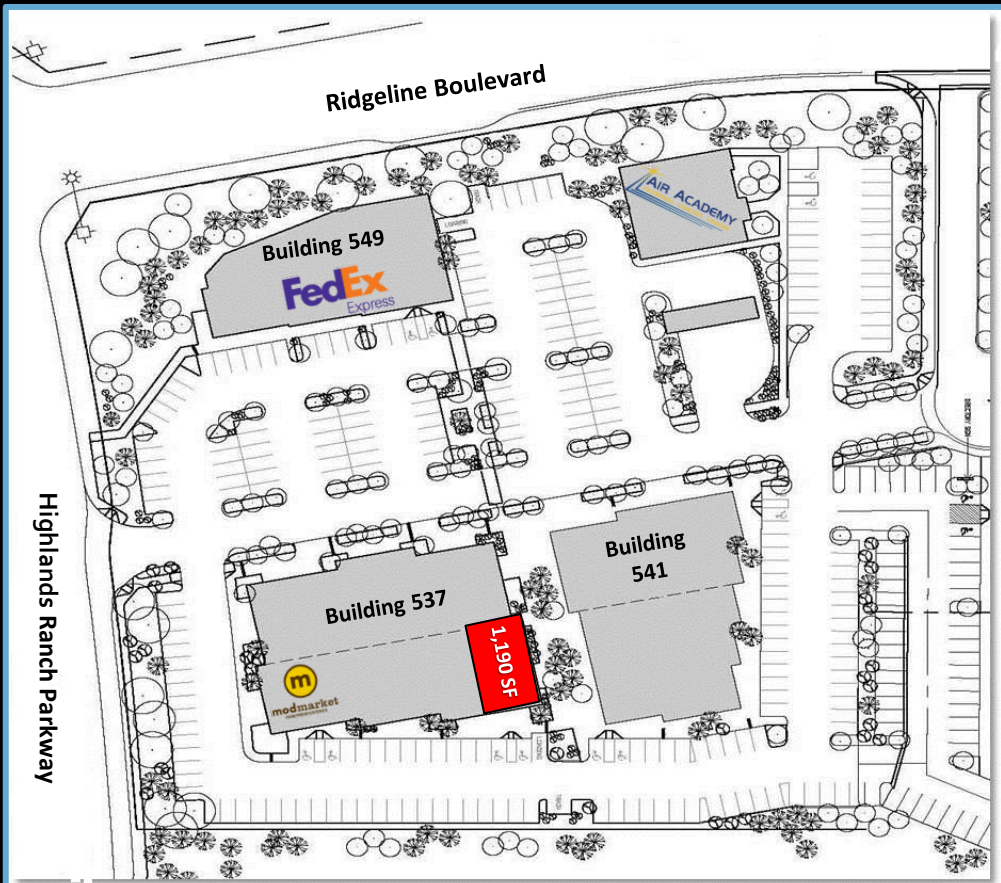 Ridgeline Boulevard
AIR ACADEMY
Building 549
FedEx
Express
LOADING
Building
541
Building 537
1,190 SF
m
modmarket
Highlands Ranch Parkway